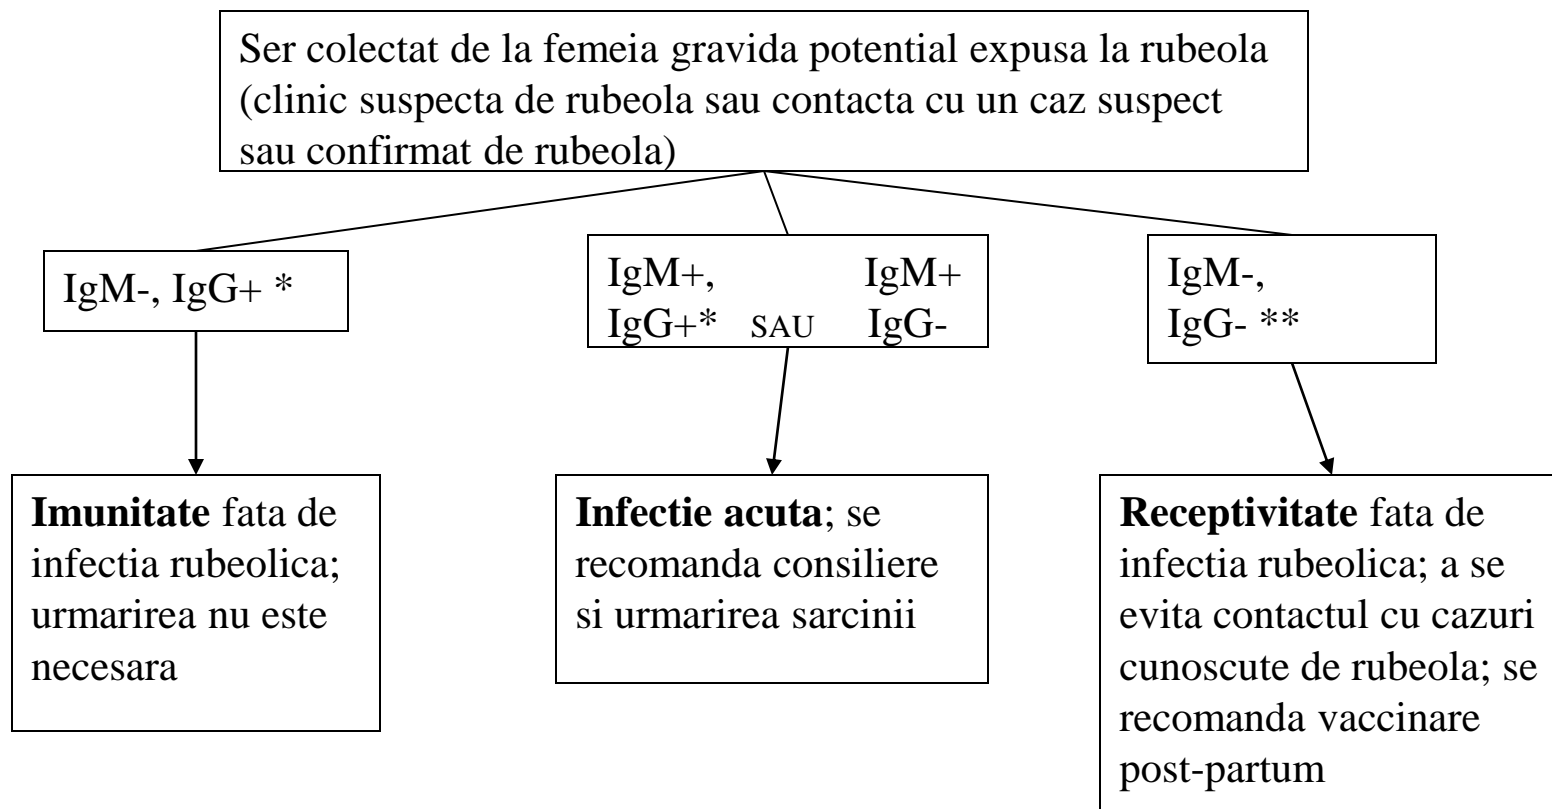 Ser colectat de la femeia gravida potential expusa la rubeola
(clinic suspecta de rubeola sau contacta cu un caz suspect
sau confirmat de rubeola)
IgM-, IgG+ *
IgM+, IgM+
IgG+* SAU IgG-
IgM-,
IgG- **
Imunitate fata de
infectia rubeolica;
urmarirea nu este
necesara
Infectie acuta; se
recomanda consiliere
si urmarirea sarcinii
Receptivitate fata de
infectia rubeolica; a se
evita contactul cu cazuri
cunoscute de rubeola; se
recomanda vaccinare
post-partum